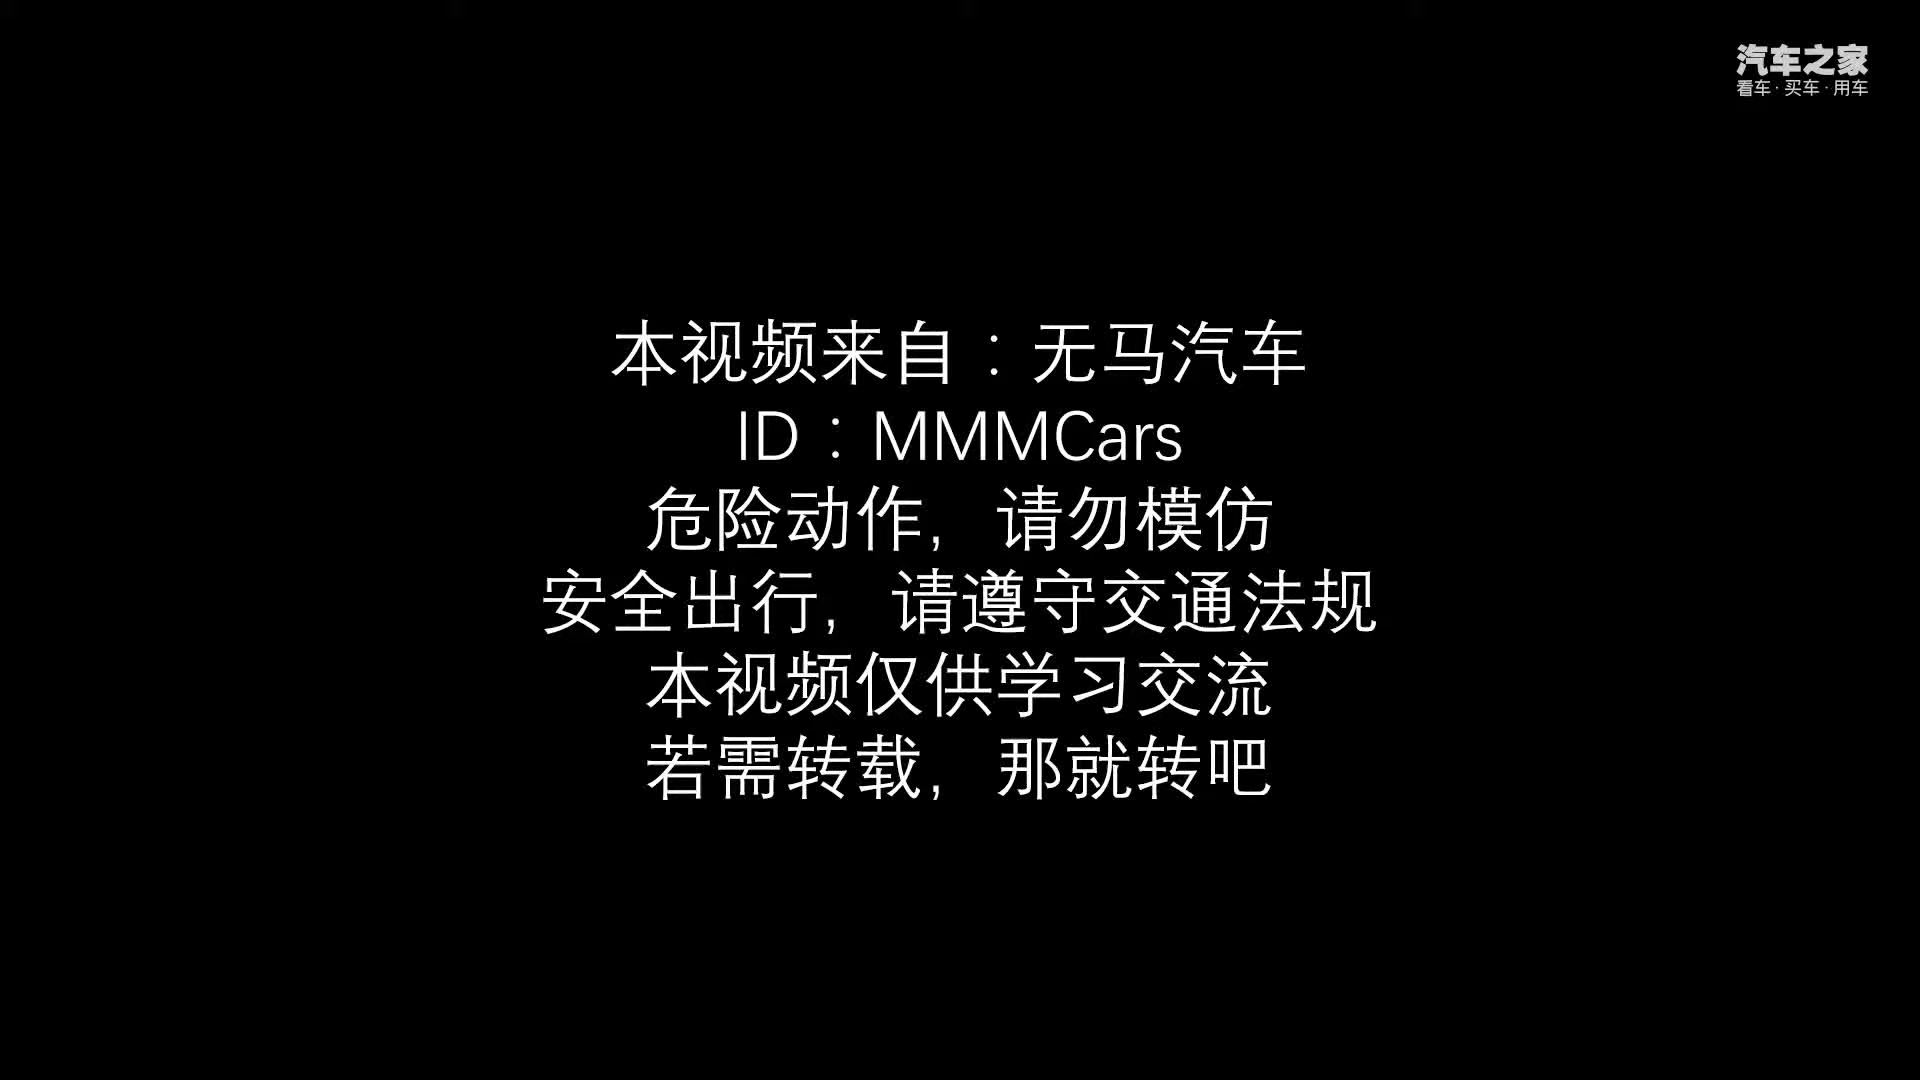 汽车之家
看车·买车·用车
本视频来自：无马汽车
ID：MMMCars
危险动作，请勿模仿
安全出行，请遵守交通法规
本视频仅供学习交流
若需转载，那就转吧